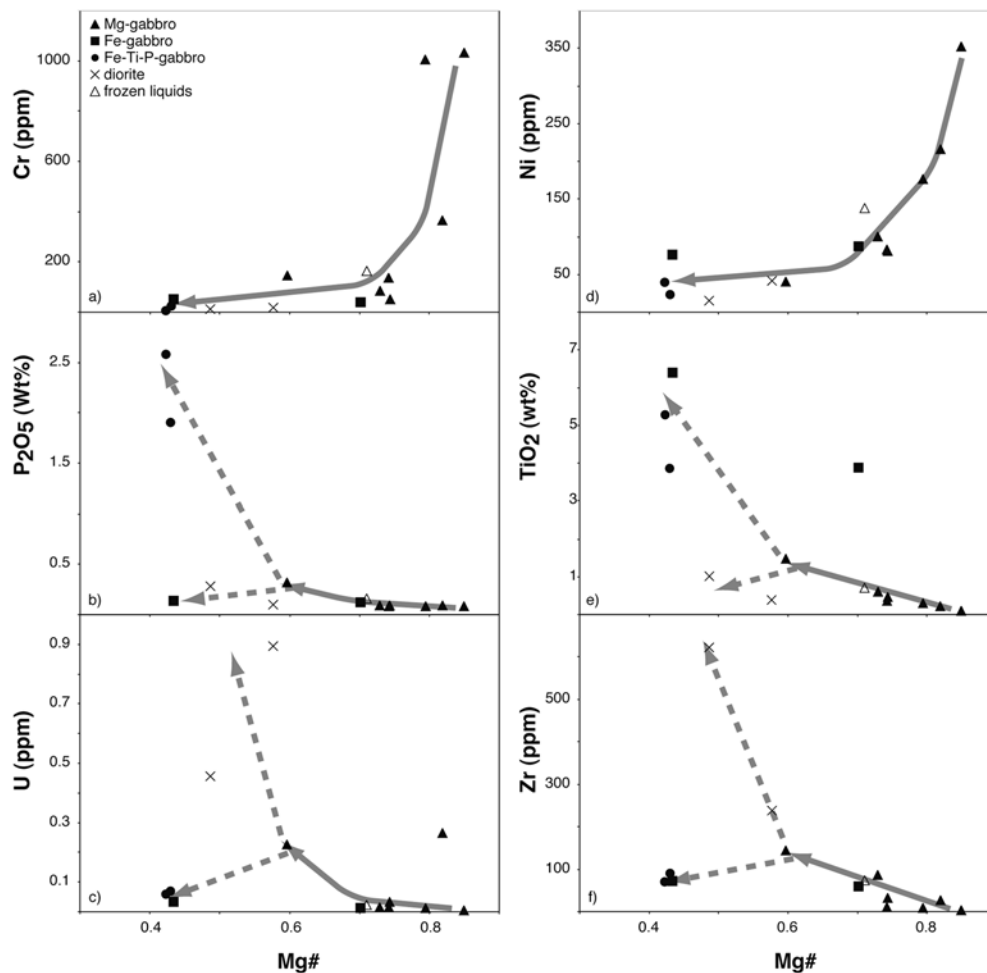 ▲ Mg-gabbro
■ Fe-gabbro
● Fe-Ti-P-gabbro
× diorite
△ frozen liquids
Cr (ppm)
1000
600
200
a)
Ni (ppm)
350
250
150
50
d)
P₂O₅ (Wt%)
2.5
1.5
0.5
b)
TiO₂ (wt%)
7
5
3
1
e)
U (ppm)
0.9
0.7
0.5
0.3
0.1
c)
0.4 0.6 0.8
Mg#
Zr (ppm)
500
300
100
f)
0.4 0.6 0.8
Mg#